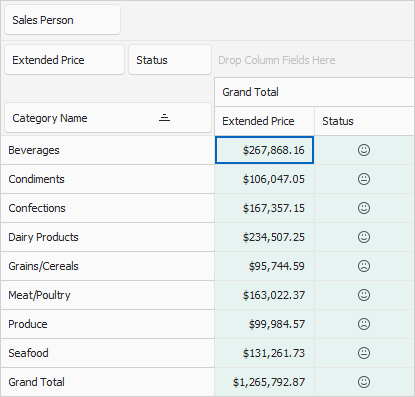 Sales Person
Extended Price Status Drop Column Fields Here
Grand Total
Category Name Extended Price Status
Beverages $267,868.16
Condiments $106,047.05
Confections $167,357.15
Dairy Products $234,507.25
Grains/Cereals $95,744.59
Meat/Poultry $163,022.37
Produce $99,984.57
Seafood $131,261.73
Grand Total $1,265,792.87